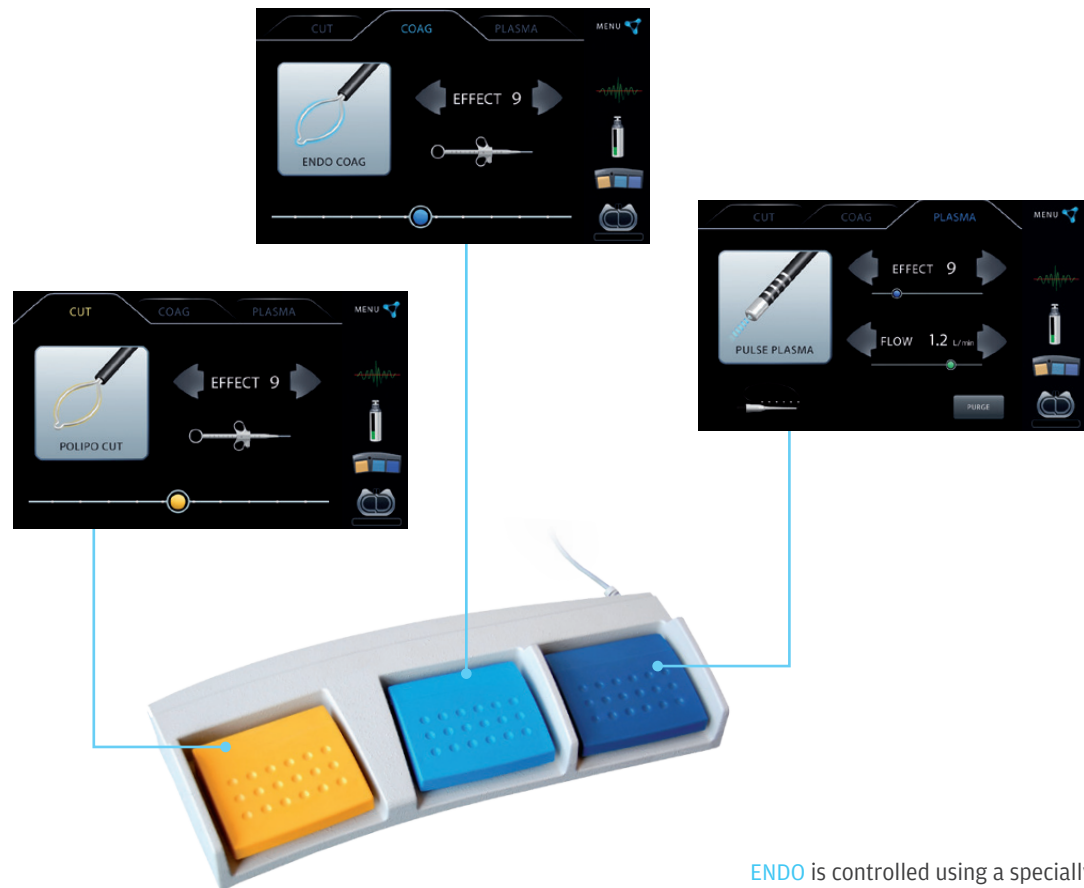 CUT COAG PLASMA MENU
EFFECT 9
ENDO COAG
CUT COAG PLASMA MENU
EFFECT 9
PULSE PLASMA
FLOW 1.2 L/min
PURGE
CUT COAG PLASMA MENU
EFFECT 9
POLIPO CUT
ENDO is controlled using a speciall